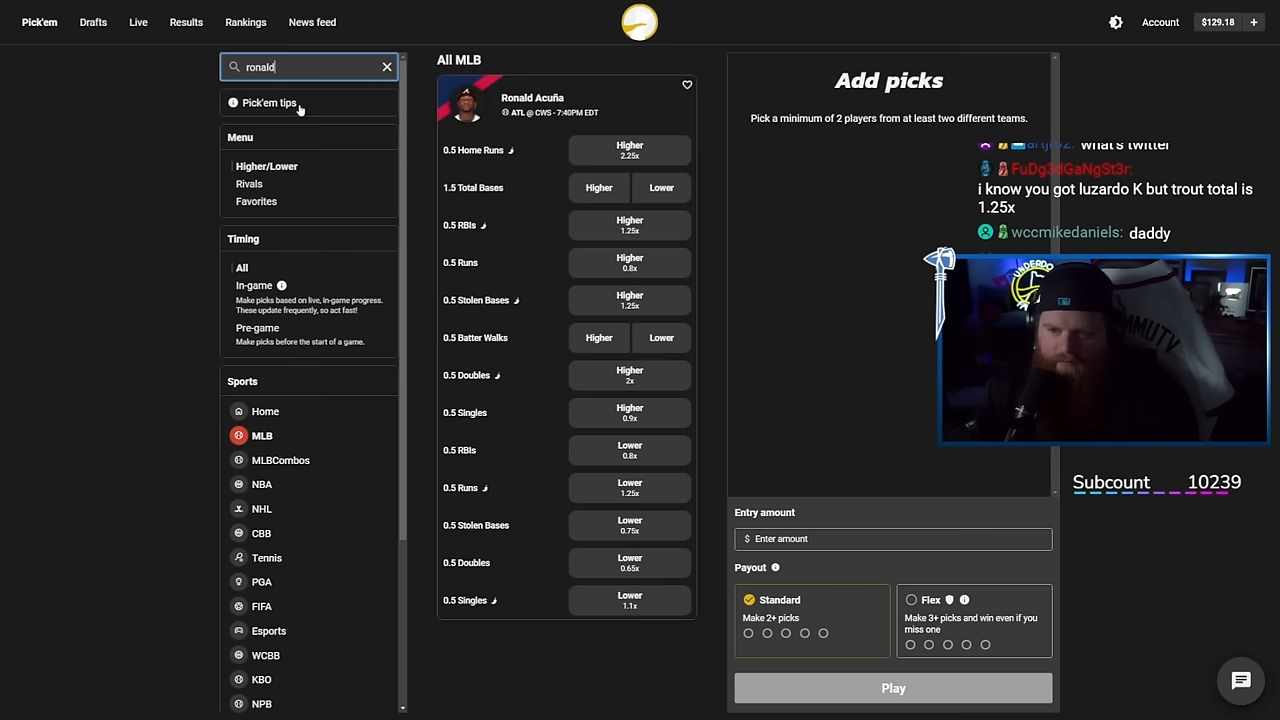 Pick'em
Drafts
Live
Results
Rankings
News feed
Account
$129.18
ronald
Pick'em tips
Menu
Higher/Lower
Rivals
Favorites
Timing
All
In-game
Make picks based on live, in-game progress.
These update frequently, so act fast!
Pre-game
Make picks before the start of a game.
Sports
Home
MLB
MLBCombos
NBA
NHL
CBB
Tennis
PGA
FIFA
Esports
WCBB
KBO
NPB
All MLB
Ronald Acuña
ATL @ CWS - 7:40PM EDT
0.5 Home Runs
Higher
2.25x
1.5 Total Bases
Higher
Lower
0.5 RBIs
Higher
1.25x
0.5 Runs
Higher
0.8x
0.5 Stolen Bases
Higher
1.25x
0.5 Batter Walks
Higher
Lower
0.5 Doubles
Higher
2x
0.5 Singles
Higher
0.9x
0.5 RBIs
Lower
0.8x
0.5 Runs
Lower
1.25x
0.5 Stolen Bases
Lower
0.75x
0.5 Doubles
Lower
0.65x
0.5 Singles
Lower
1.1x
Add picks
Pick a minimum of 2 players from at least two different teams.
Entry amount
$ Enter amount
Payout
Standard
Make 2+ picks
Flex
Make 3+ picks and win even if you
miss one
Play
what's twitter
FuDg3dGaNgSt3r:
i know you got luzardo K but trout total is
1.25x
wccmikedaniels: daddy
Subcount 10239